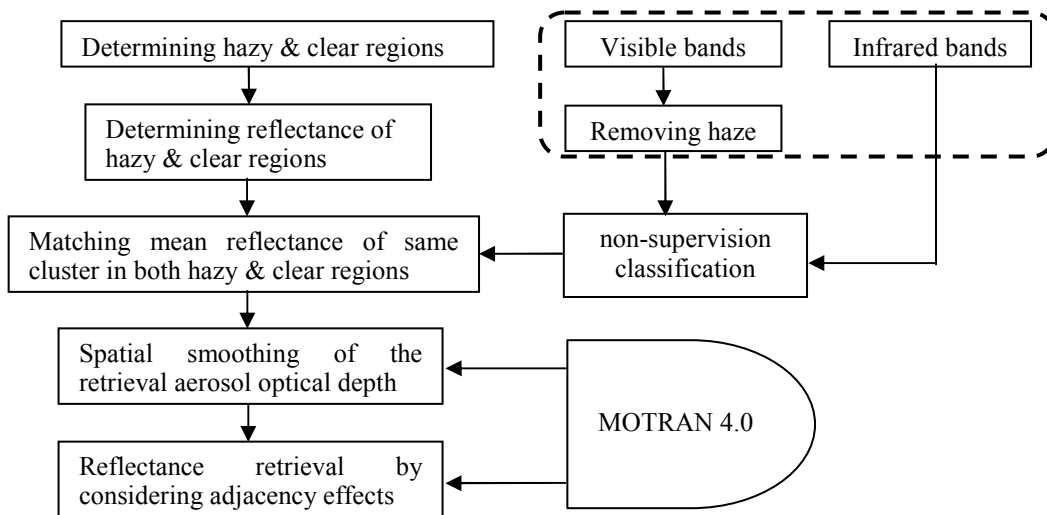 Determining hazy & clear regions
Visible bands
Infrared bands
Determining reflectance of
hazy & clear regions
Removing haze
Matching mean reflectance of same
cluster in both hazy & clear regions
non-supervision
classification
Spatial smoothing of the
retrieval aerosol optical depth
MOTRAN 4.0
Reflectance retrieval by
considering adjacency effects